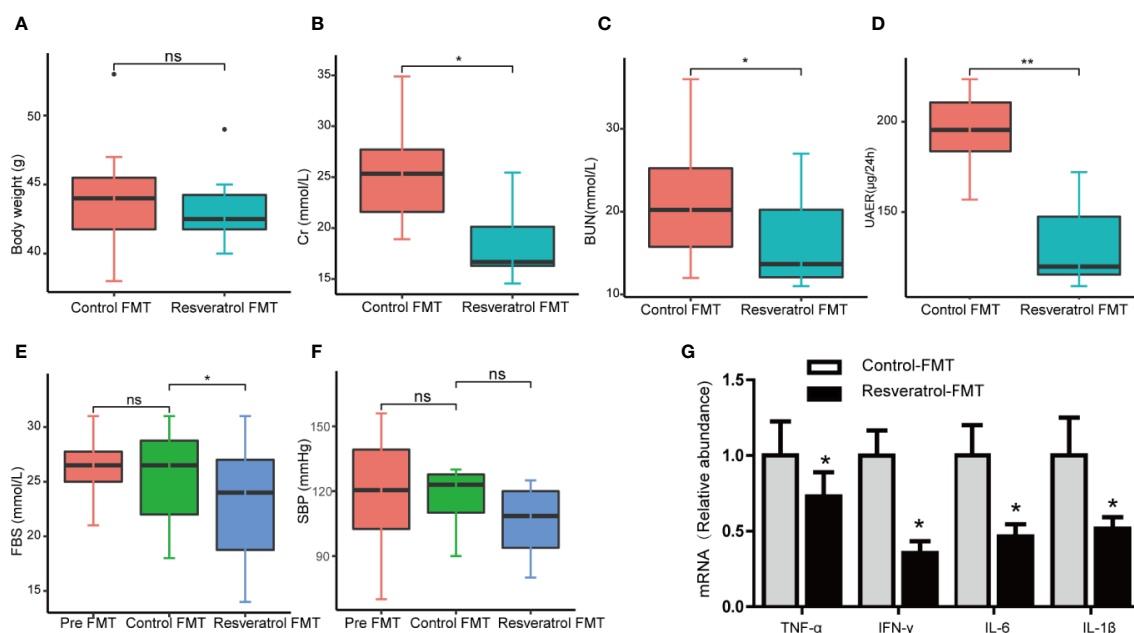 A
ns
Body weight (g)
50
45
40
Control FMT Resveratrol FMT
B
*
Cr (mmol/L)
35
30
25
20
15
Control FMT Resveratrol FMT
C
*
BUN(mmol/L)
30
20
10
Control FMT Resveratrol FMT
D
**
UAER(µg/24h)
200
150
Control FMT Resveratrol FMT
E
ns
*
FBS (mmol/L)
30
25
20
15
Pre FMT Control FMT Resveratrol FMT
F
ns
ns
SBP (mmHg)
150
120
90
Pre FMT Control FMT Resveratrol FMT
G
Control-FMT
Resveratrol-FMT
mRNA (Relative abundance)
1.5
1.0
0.5
0.0
* * * *
TNF-α IFN-γ IL-6 IL-1ß